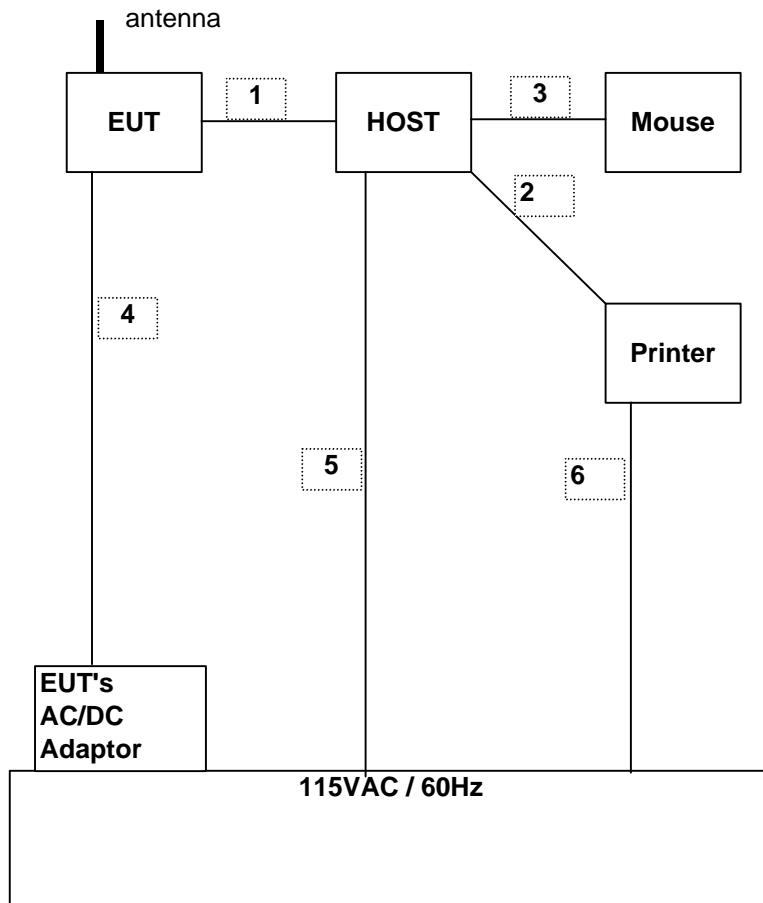 antenna
1
3
EUT
HOST
Mouse
2
4
Printer
5
6
EUT's
AC/DC
Adaptor
115VAC / 60Hz